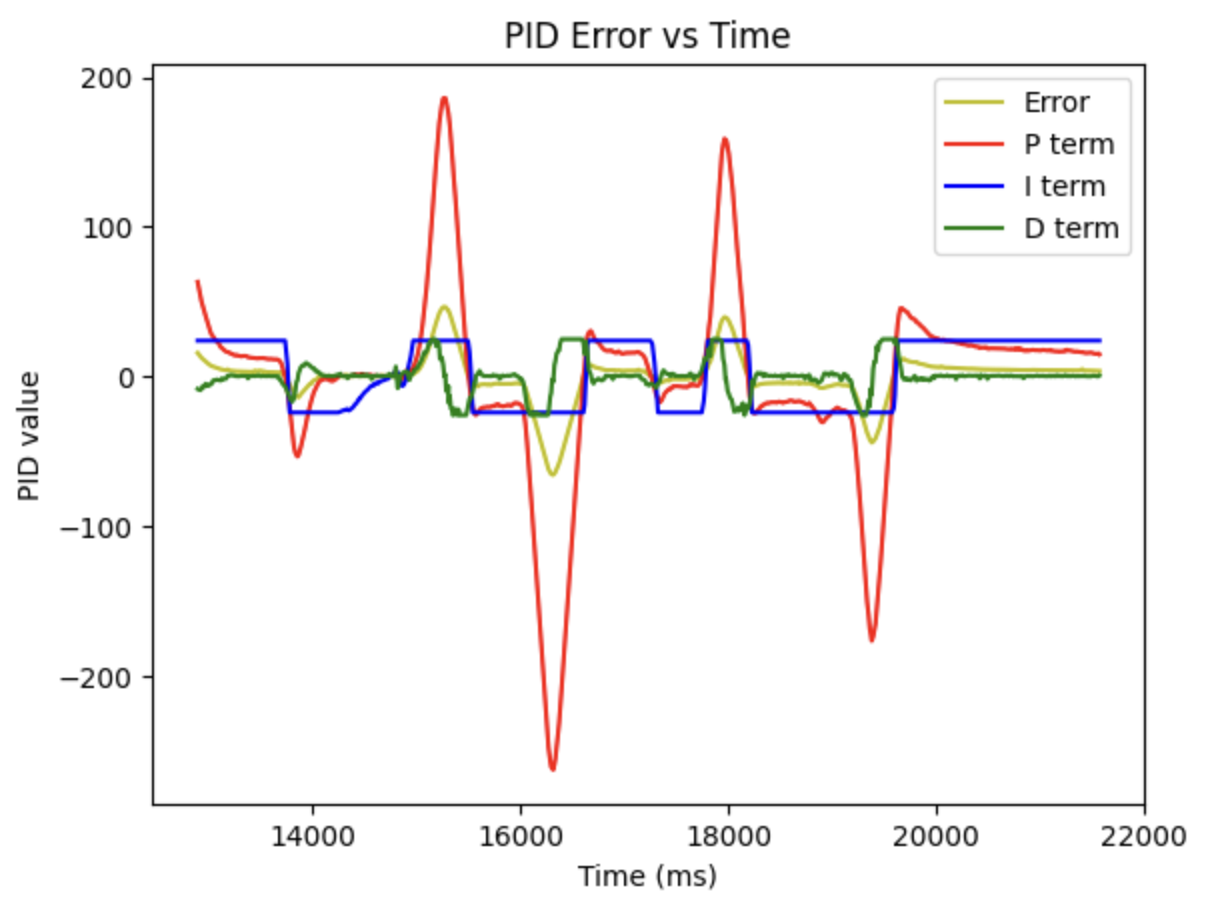 PID Error vs Time
Error
P term
I term
D term
200
100
0
−100
−200
PID value
14000 16000 18000 20000 22000
Time (ms)